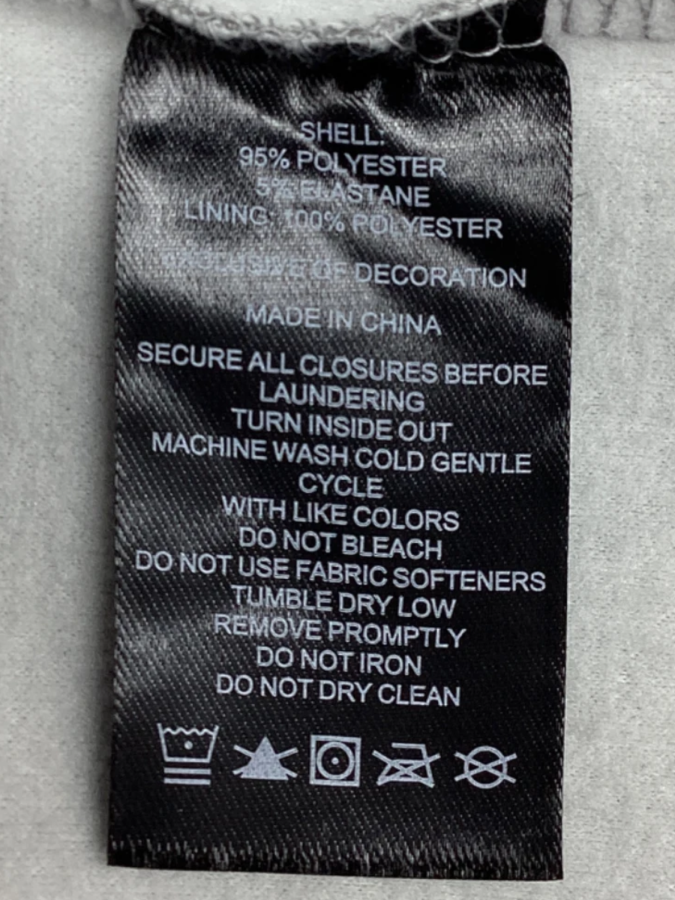 SHELL:
95% POLYESTER
5% ELASTANE
LINING: 100% POLYESTER
EXCLUSIVE OF DECORATION
MADE IN CHINA
SECURE ALL CLOSURES BEFORE
LAUNDERING
TURN INSIDE OUT
MACHINE WASH COLD GENTLE
CYCLE
WITH LIKE COLORS
DO NOT BLEACH
DO NOT USE FABRIC SOFTENERS
TUMBLE DRY LOW
REMOVE PROMPTLY
DO NOT IRON
DO NOT DRY CLEAN